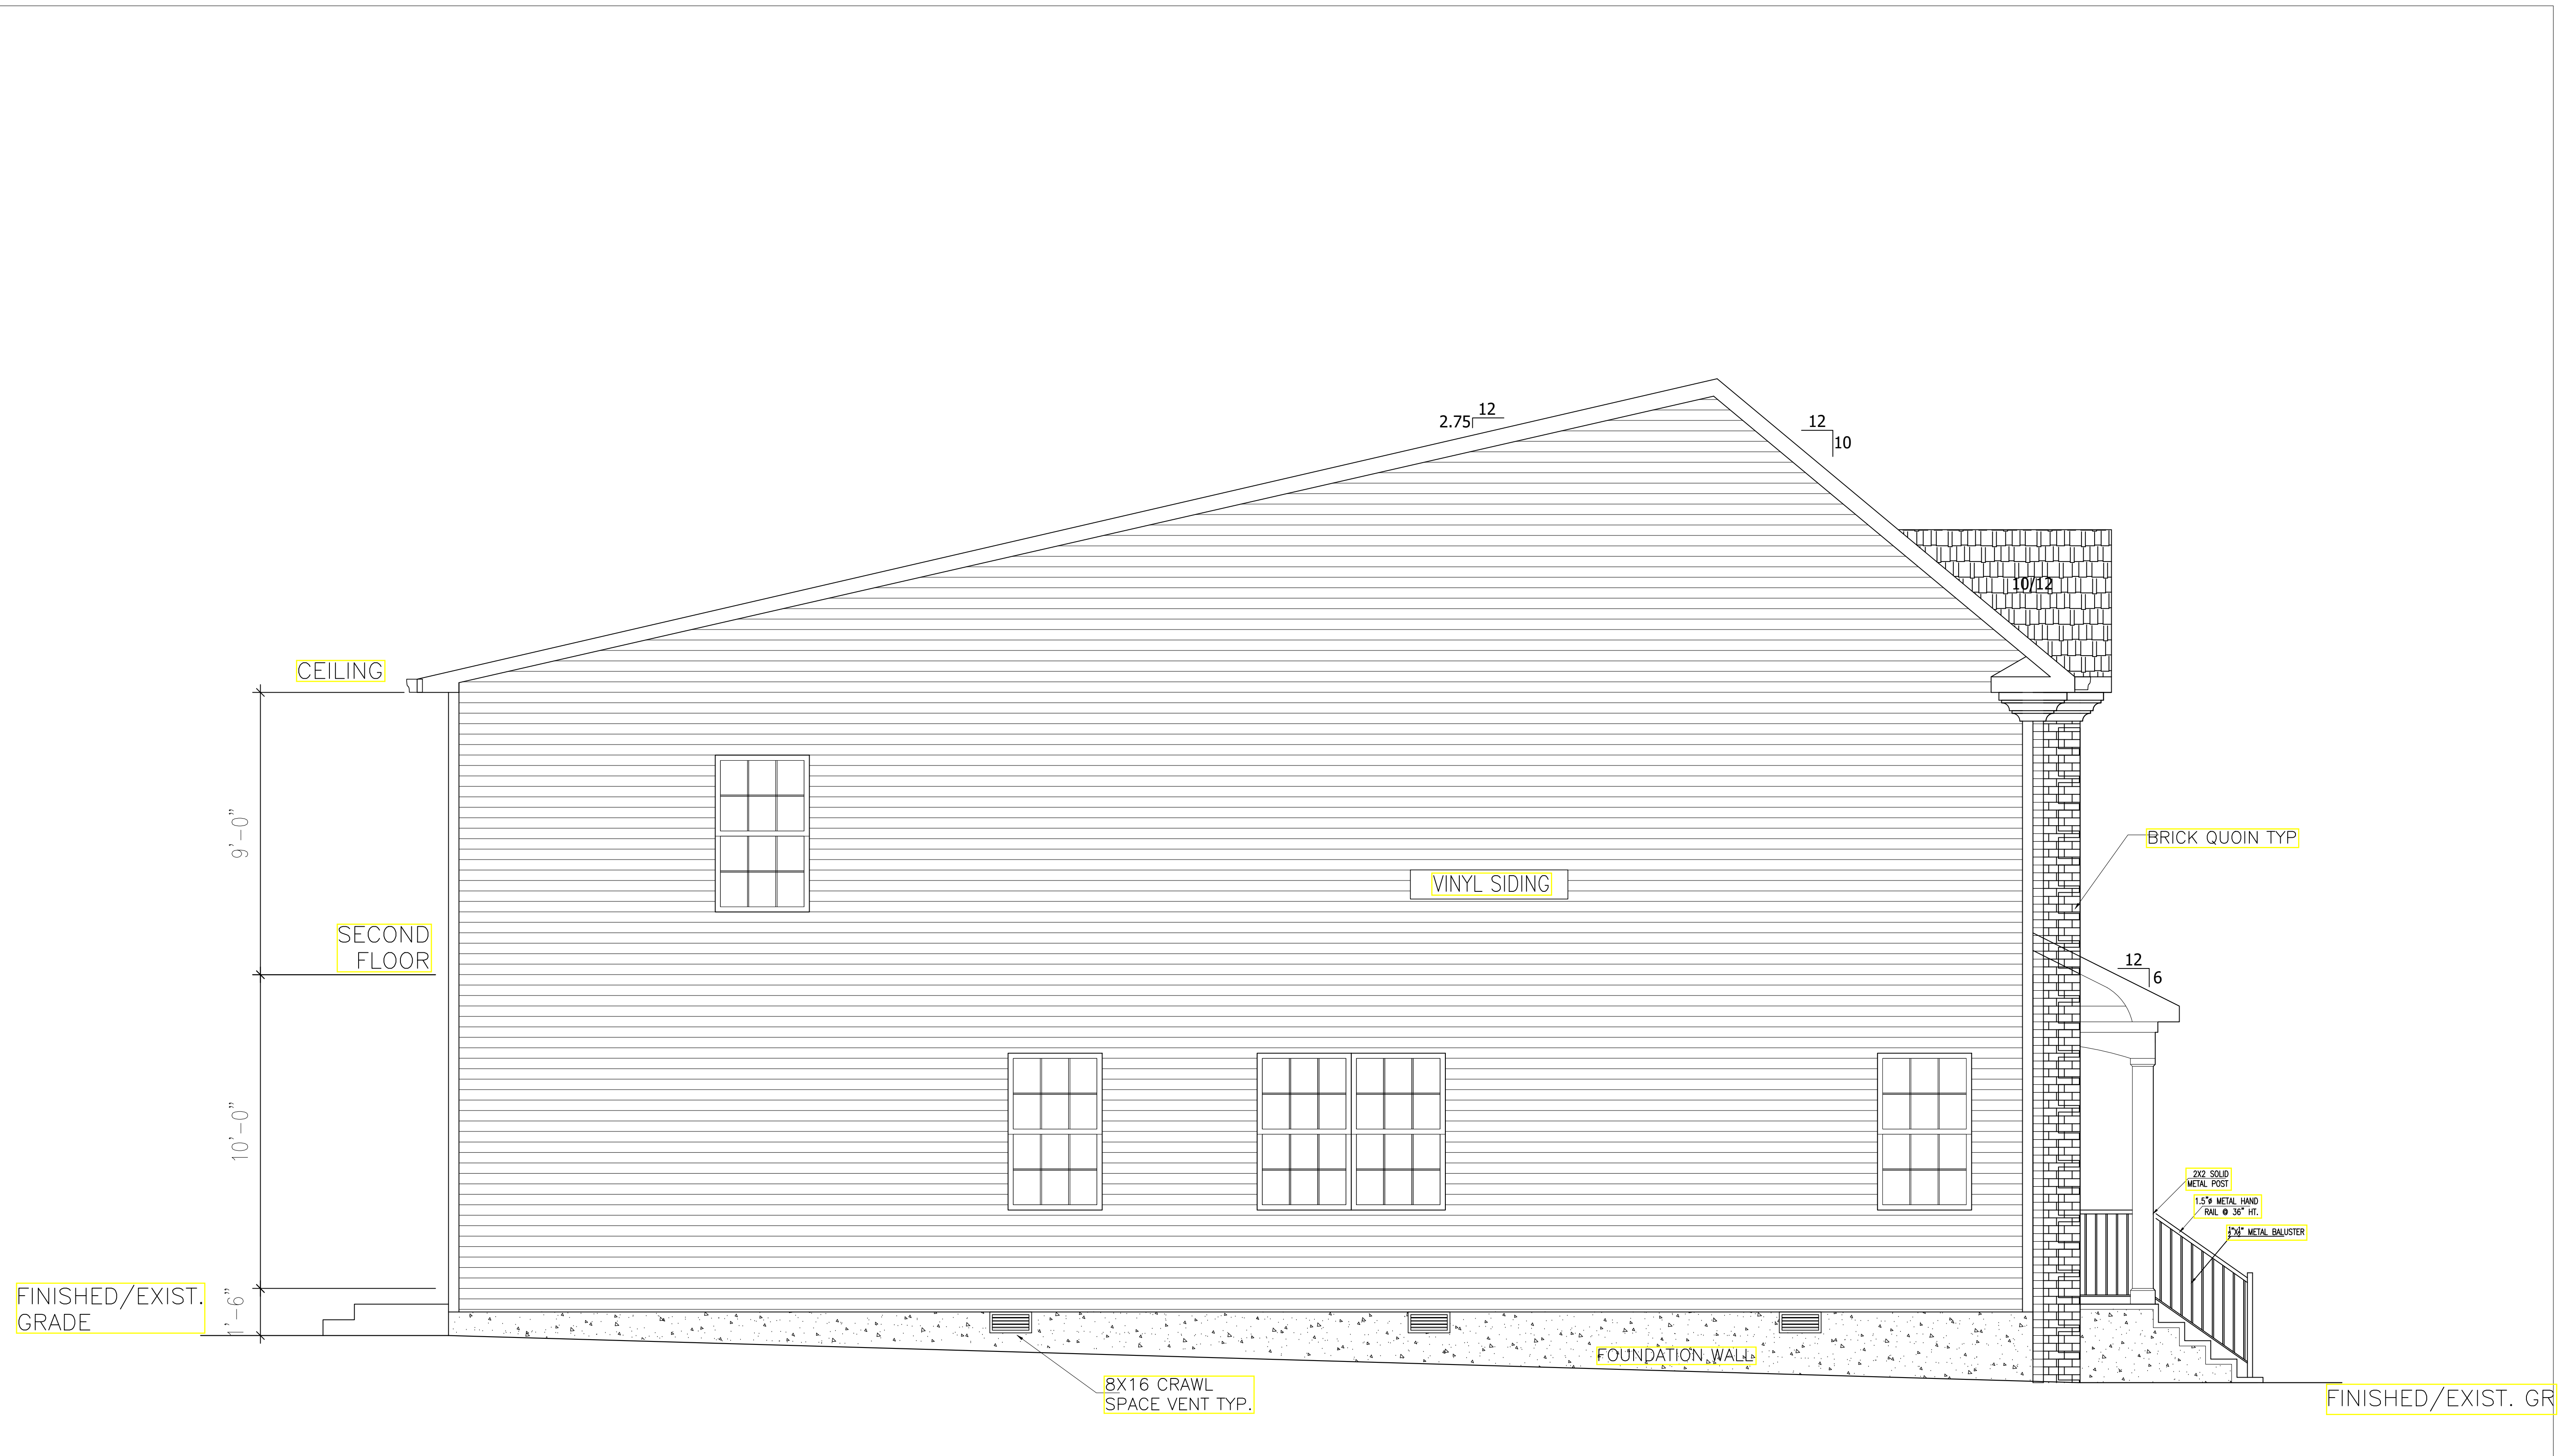 12
2.75
12
10
10/12
CEILING
9'-0"
BRICK QUOIN TYP
VINYL SIDING
SECOND
FLOOR
12
6
10'-0"
2X2 SOLID
METAL POST
1.5"ø METAL HAND
RAIL @ 36" HT.
METAL BALUSTER
FINISHED/EXIST.
GRADE
1'-6"
FOUNDATION WALL
8X16 CRAWL
SPACE VENT TYP.
FINISHED/EXIST. GR